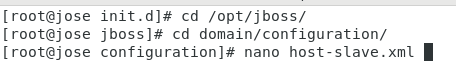 [root@jose init.d]# cd /opt/jboss/
[root@jose jboss]# cd domain/configuration/
[root@jose configuration]# nano host-slave.xml